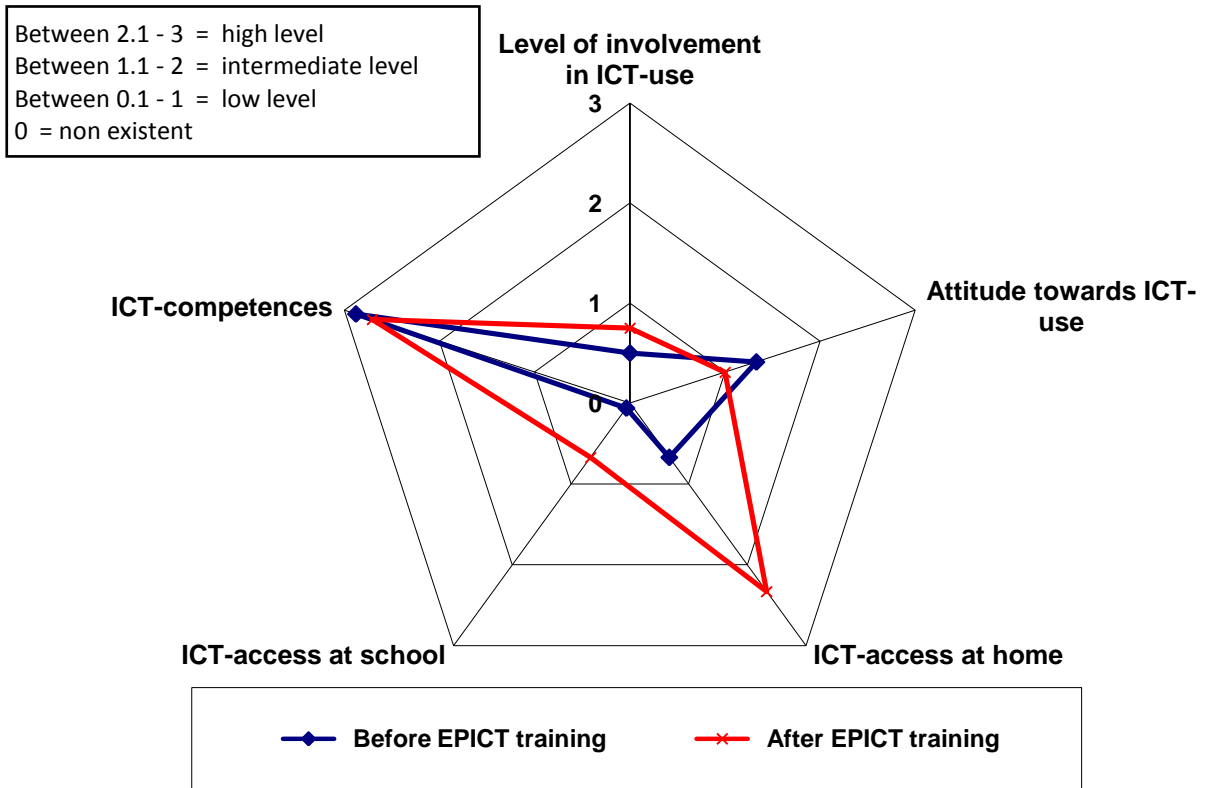 Between 2.1 - 3 = high level
Between 1.1 - 2 = intermediate level
Between 0.1 - 1 = low level
0 = non existent
Level of involvement
in ICT-use
3
2
1
0
Attitude towards ICT-
use
ICT-competences
ICT-access at school
ICT-access at home
Before EPICT training
After EPICT training